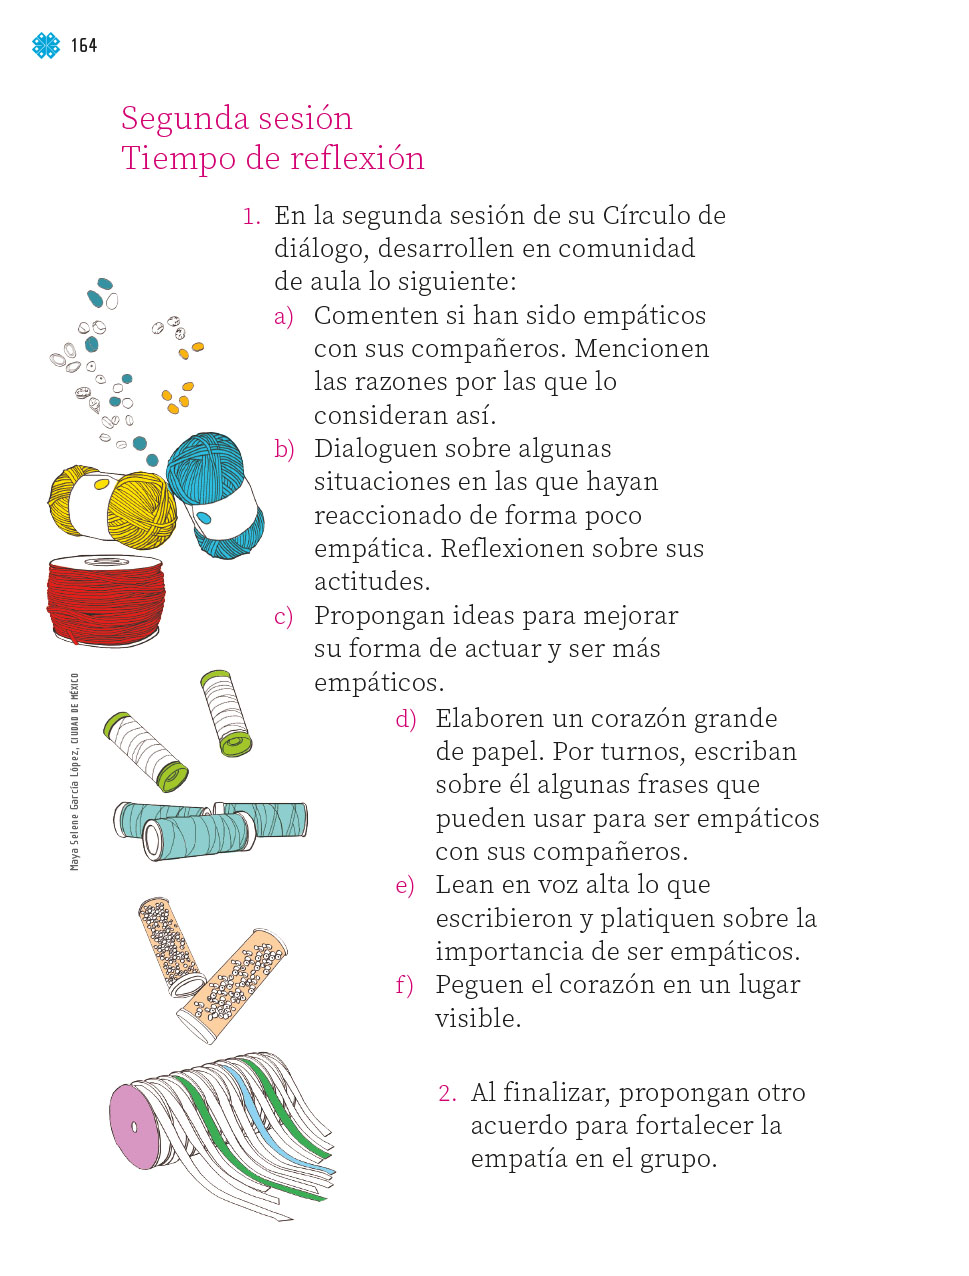 164
Segunda sesión
Tiempo de reflexión
1. En la segunda sesión de su Círculo de
diálogo, desarrollen en comunidad
de aula lo siguiente:
a) Comenten si han sido empáticos
con sus compañeros. Mencionen
las razones por las que lo
consideran así.
b) Dialoguen sobre algunas
situaciones en las que hayan
reaccionado de forma poco
empática. Reflexionen sobre sus
actitudes.
c) Propongan ideas para mejorar
su forma de actuar y ser más
empáticos.
d) Elaboren un corazón grande
de papel. Por turnos, escriban
sobre él algunas frases que
pueden usar para ser empáticos
con sus compañeros.
e) Lean en voz alta lo que
escribieron y platiquen sobre la
importancia de ser empáticos.
f) Peguen el corazón en un lugar
visible.
2. Al finalizar, propongan otro
acuerdo para fortalecer la
empatía en el grupo.
Maya Selene García López, CIUDAD DE MÉXICO